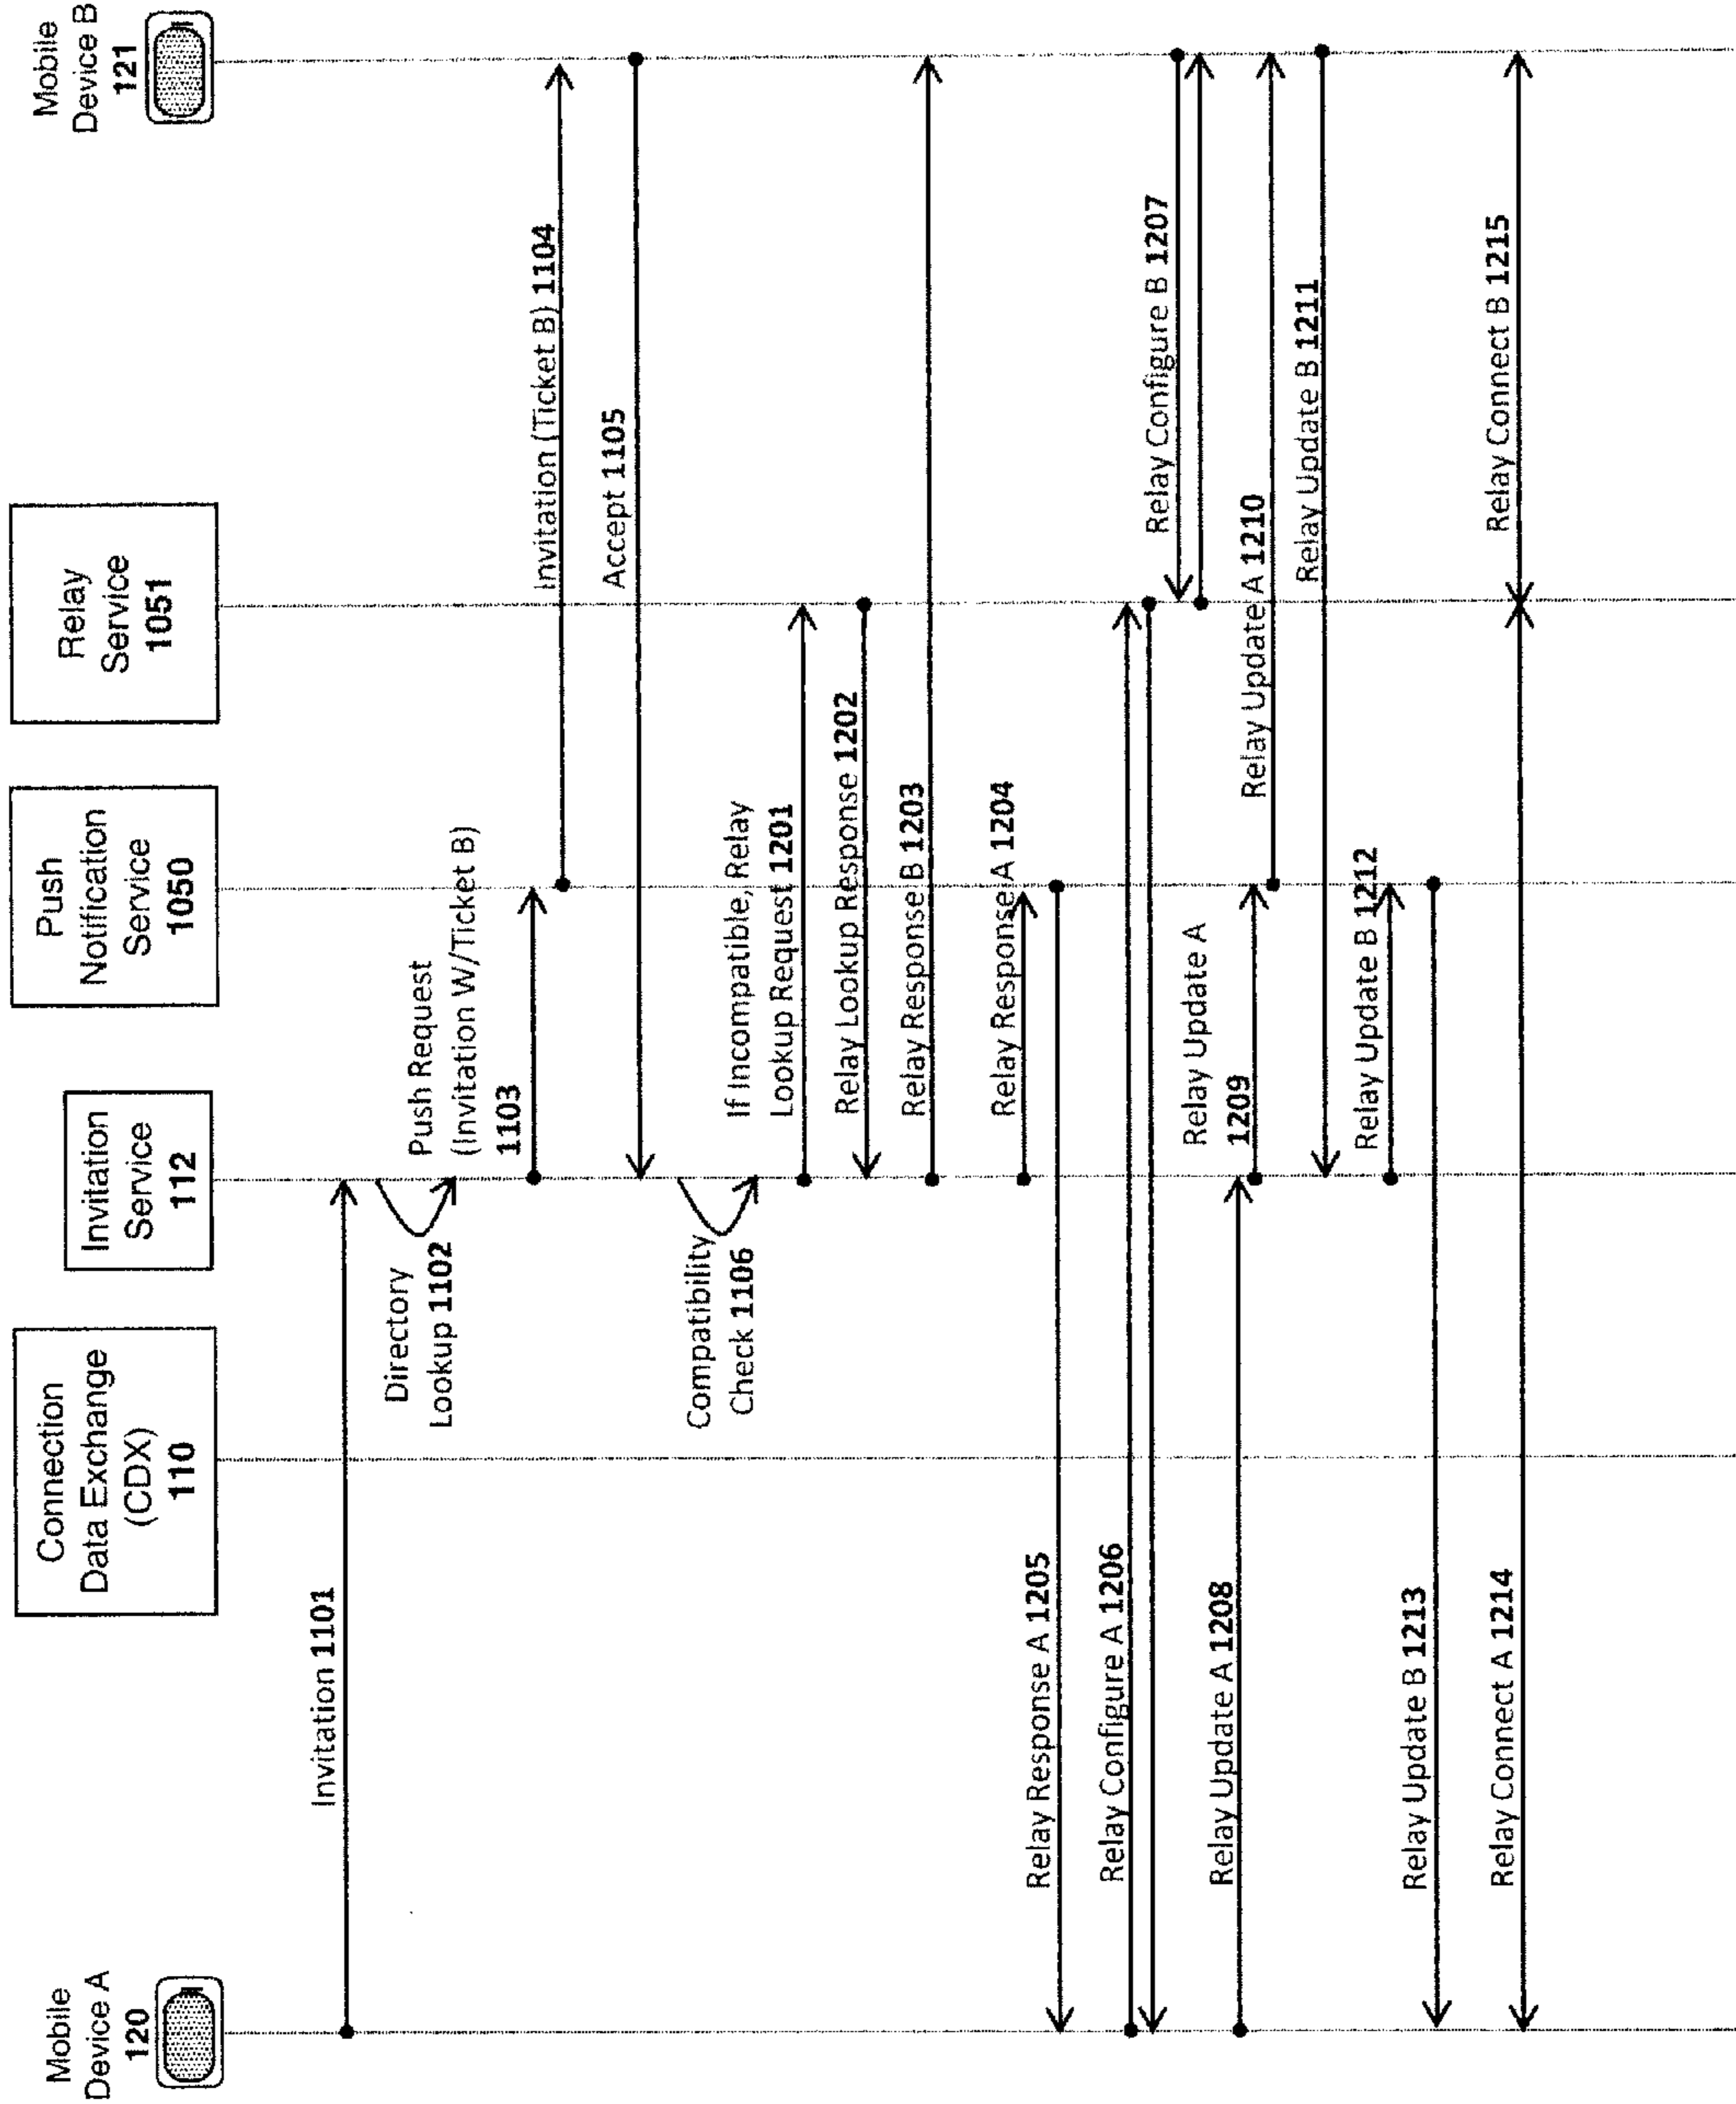 Mobile
Device A
120
Connection
Data Exchange
(CDX)
110
Invitation
Service
112
Push
Notification
Service
1050
Relay
Service
1051
Mobile
Device B
121
Invitation 1101
Directory
Lookup 1102
Push Request
(Invitation W/Ticket B)
1103
Invitation (Ticket B) 1104
Accept 1105
Compatibility
Check 1106
If Incompatible, Relay
Lookup Request 1201
Relay Lookup Response 1202
Relay Response B 1203
Relay Response A 1204
Relay Response A 1205
Relay Configure A 1206
Relay Configure B 1207
Relay Update A 1208
Relay Update A
1209
Relay Update A 1210
Relay Update B 1211
Relay Update B 1212
Relay Update B 1213
Relay Connect A 1214
Relay Connect B 1215